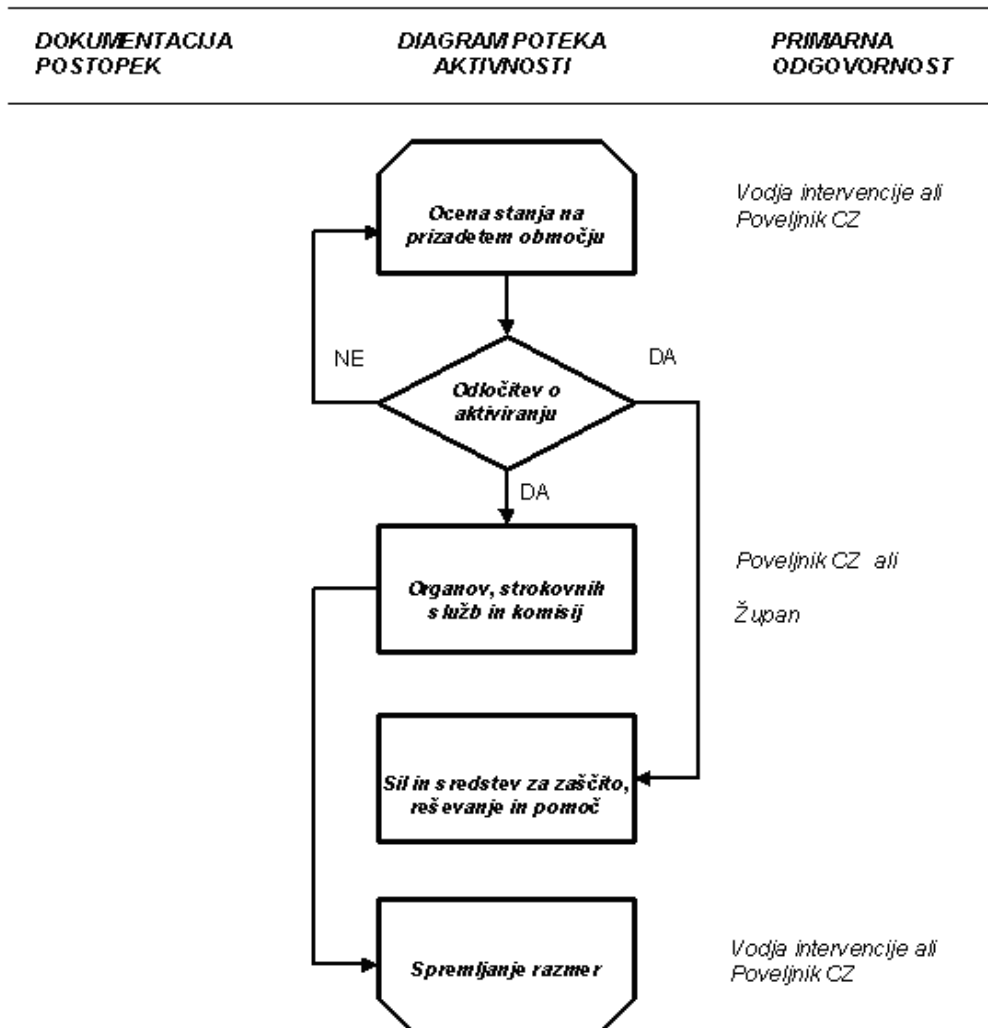 DOKUMENTACIJA
POSTOPEK
DIAGRAM POTEKA
AKTIVNOSTI
PRIMARNA
ODGOVORNOST
Ocena stanja na
prizadetem območju
Vodja intervencije ali
Poveljnik CZ
NE
DA
Odločitev o
aktiviranju
DA
Organov, strokovnih
služb in komisij
Poveljnik CZ ali
Župan
Sil in sredstev za zaščito,
reševanje in pomoč
Spremljanje razmer
Vodja intervencije ali
Poveljnik CZ